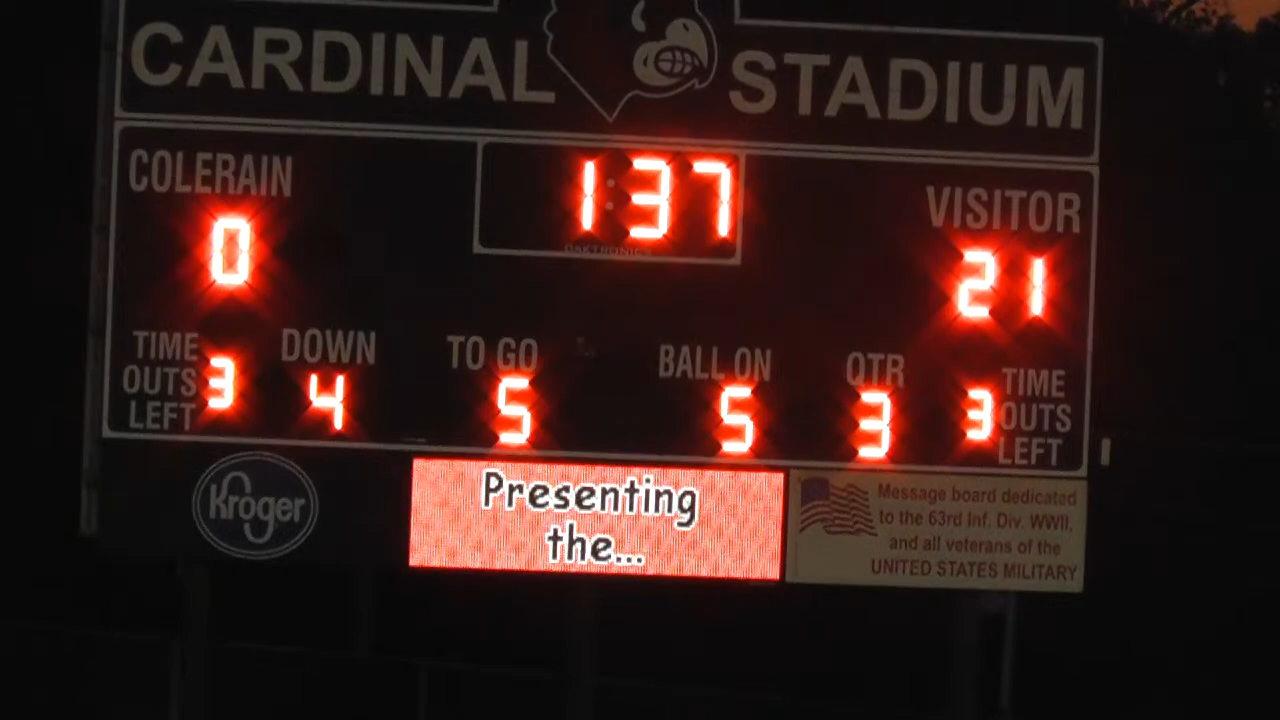 CARDINAL STADIUM
COLERAIN
1:37
VISITOR
DAKTRONICS
0
21
TIME OUTS LEFT 3
DOWN 4
TO GO 5
BALL ON 5
QTR 3
3 TIME OUTS LEFT
Kroger
Presenting
the...
Message board dedicated
to the 63rd Inf. Div. WWII,
and all veterans of the
UNITED STATES MILITARY